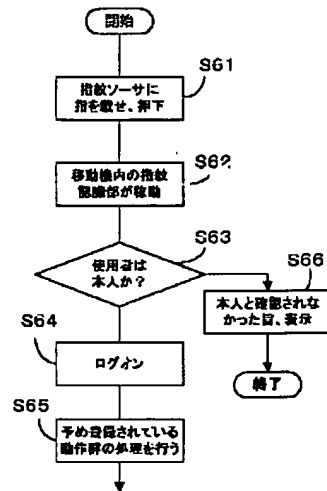 開始
S61
指紋ソーサに
指を載せ、押下
S62
移動機内の指紋
認識部が稼動
S63
使用者は
本人か?
S66
本人と確認されな
かった旨、表示
終了
S64
ログオン
S65
予め登録されている
動作群の処理を行う